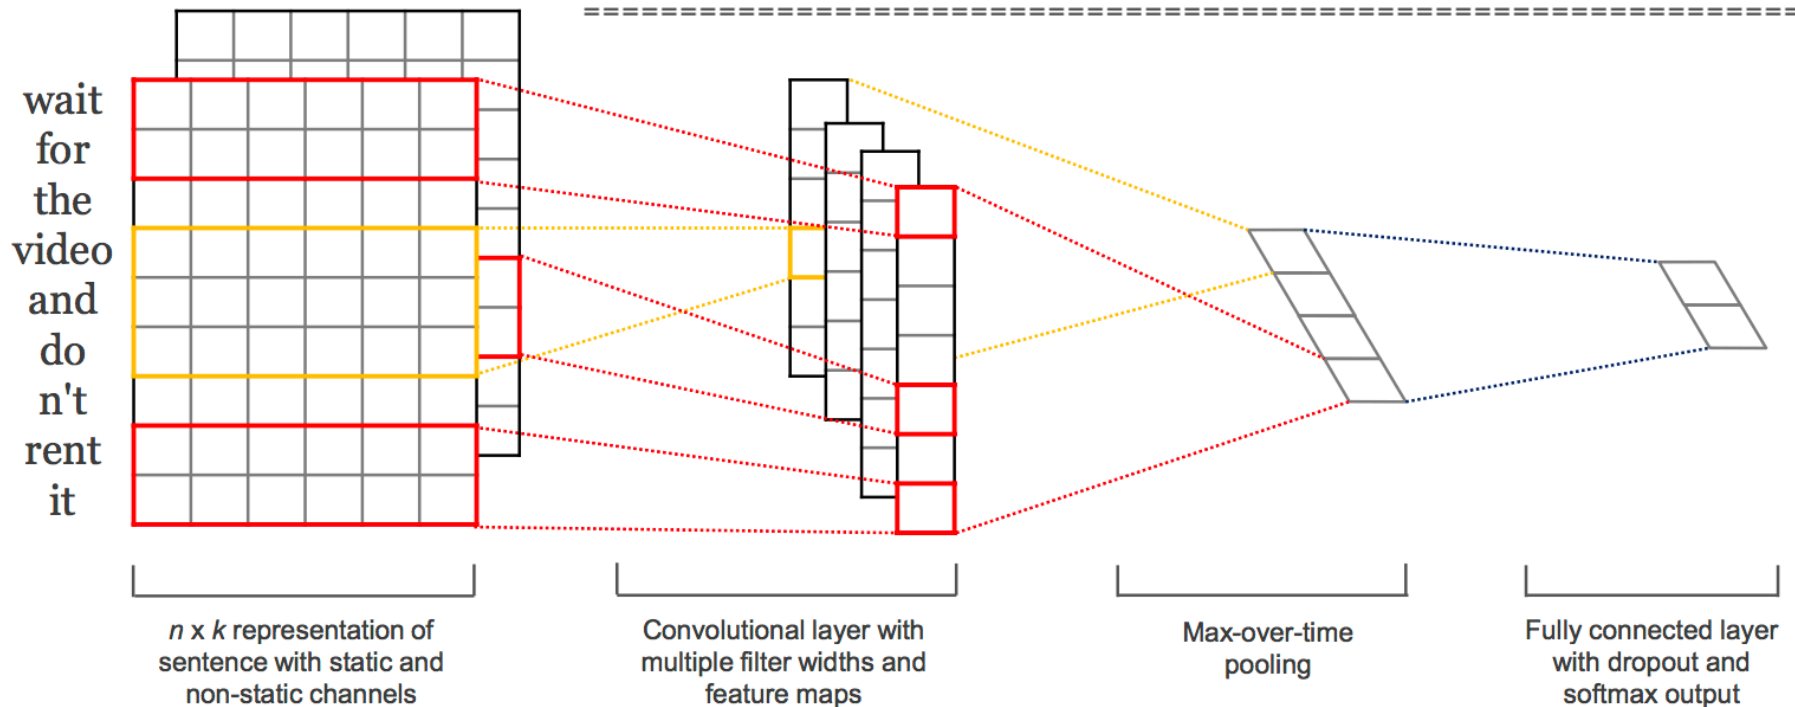 wait
for
the
video
and
do
n't
rent
it
n x k representation of
sentence with static and
non-static channels
Convolutional layer with
multiple filter widths and
feature maps
Max-over-time
pooling
Fully connected layer
with dropout and
softmax output